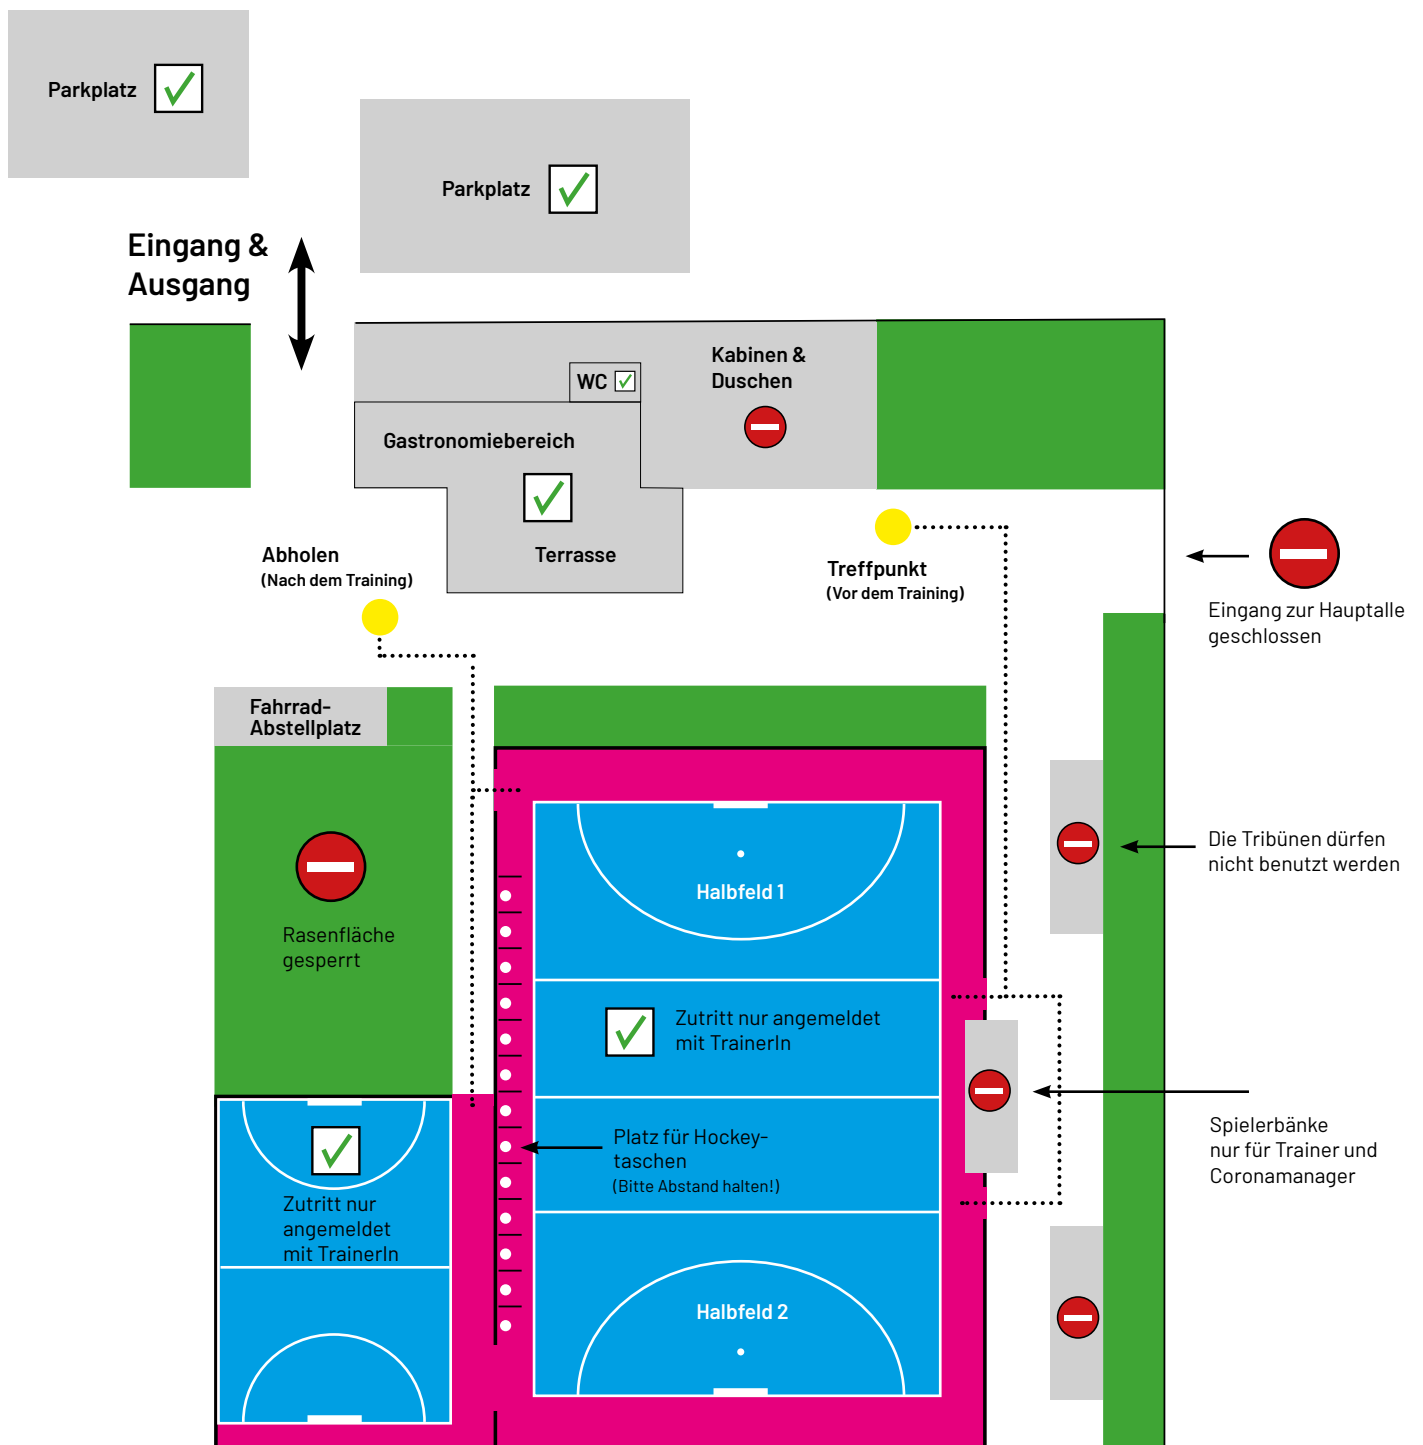 Parkplatz
Parkplatz
Eingang &
Ausgang
Kabinen &
Duschen
WC
Gastronomiebereich
Terrasse
Abholen
(Nach dem Training)
Treffpunkt
(Vor dem Training)
Eingang zur Hauptalle
geschlossen
Fahrrad-
Abstellplatz
Rasenfläche
gesperrt
Halbfeld 1
Die Tribünen dürfen
nicht benutzt werden
Zutritt nur angemeldet
mit TrainerIn
Platz für Hockey-
taschen
(Bitte Abstand halten!)
Spielerbänke
nur für Trainer und
Coronamanager
Zutritt nur
angemeldet
mit TrainerIn
Halbfeld 2